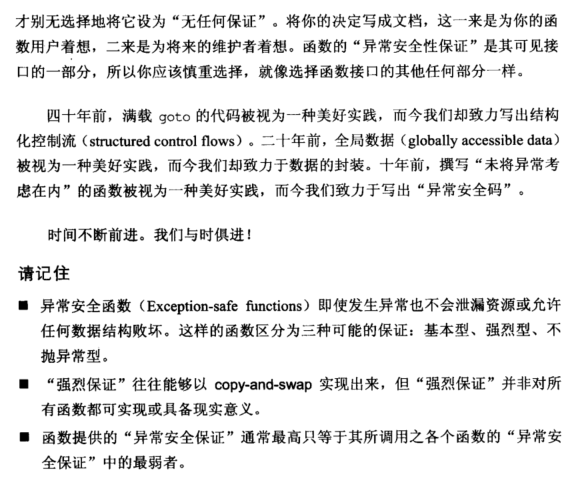 才别无选择地将它设为“无任何保证”。将你的决定写成文档，这一来是为你的函
数用户着想，二来是为将来的维护者着想。函数的“异常安全性保证”是其可见接
口的一部分，所以你应该慎重选择，就像选择函数接口的其他任何部分一样。
四十年前，满载 goto 的代码被视为一种美好实践，而今我们却致力写出结构
化控制流（structured control flows）。二十年前，全局数据（globally accessible data）
被视为一种美好实践，而今我们却致力于数据的封装。十年前，撰写“未将异常考
虑在内”的函数被视为一种美好实践，而今我们致力于写出“异常安全码”。
时间不断前进。我们与时俱进！
请记住
■ 异常安全函数（Exception-safe functions）即使发生异常也不会泄漏资源或允许
任何数据结构败坏。这样的函数区分为三种可能的保证：基本型、强烈型、不
抛异常型。
■ “强烈保证”往往能够以 copy-and-swap 实现出来，但“强烈保证”并非对所
有函数都可实现或具备现实意义。
■ 函数提供的“异常安全保证”通常最高只等于其所调用之各个函数的“异常安
全保证”中的最弱者。